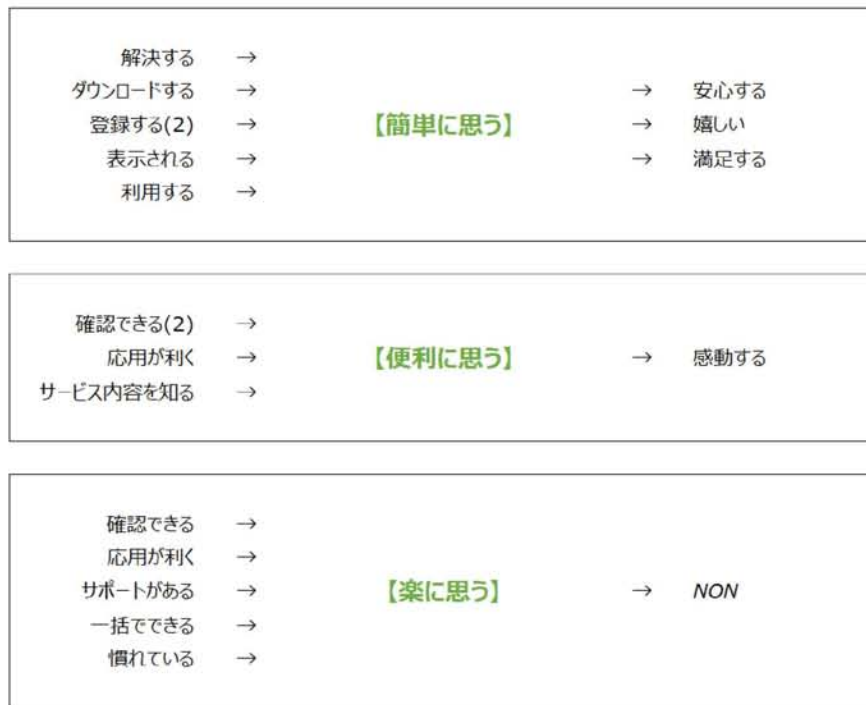 解決する →
ダウンロードする → → 安心する
登録する(2) → 【簡単に思う】 → 嬉しい
表示される → → 満足する
利用する →
確認できる(2) →
応用が利く → 【便利に思う】 → 感動する
サービス内容を知る →
確認できる →
応用が利く →
サポートがある → 【楽に思う】 → NON
一括でできる →
慣れている →